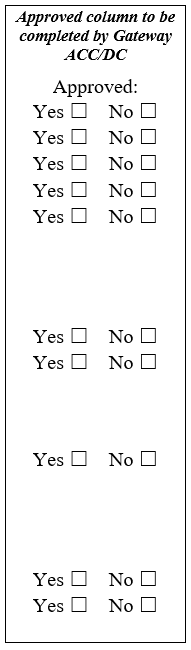 Approved column to be
completed by Gateway
ACC/DC
Approved:
Yes ☐ No ☐
Yes ☐ No ☐
Yes ☐ No ☐
Yes ☐ No ☐
Yes ☐ No ☐
Yes ☐ No ☐
Yes ☐ No ☐
Yes ☐ No ☐
Yes ☐ No ☐
Yes ☐ No ☐